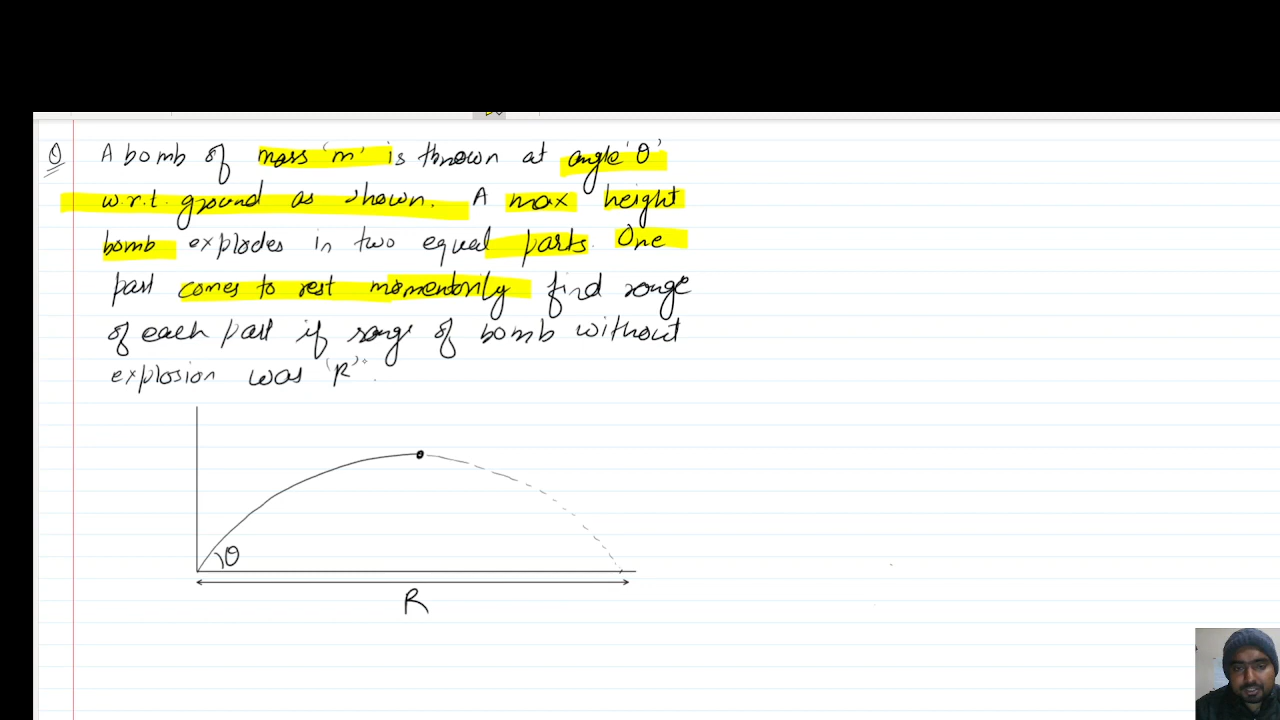 Q A bomb of mass 'm' is thrown at angle 'θ'
w.r.t. ground as shown. A max height
bomb explodes in two equal parts. One
part comes to rest momentorily find range
of each part if range of bomb without
explosion was 'R'.
θ
R